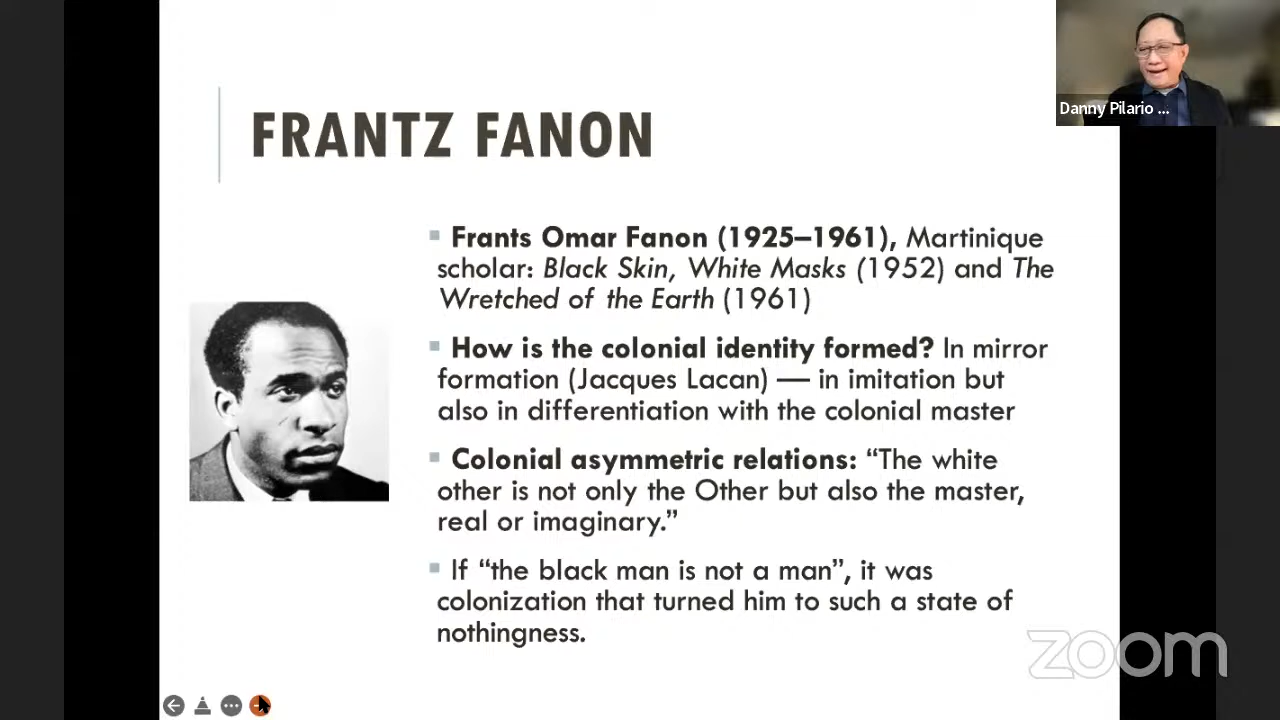 Danny Pilario ...
FRANTZ FANON
▪ Frants Omar Fanon (1925–1961), Martinique
scholar: Black Skin, White Masks (1952) and The
Wretched of the Earth (1961)
▪ How is the colonial identity formed? In mirror
formation (Jacques Lacan) — in imitation but
also in differentiation with the colonial master
▪ Colonial asymmetric relations: “The white
other is not only the Other but also the master,
real or imaginary.”
▪ If “the black man is not a man”, it was
colonization that turned him to such a state of
nothingness.
zoom